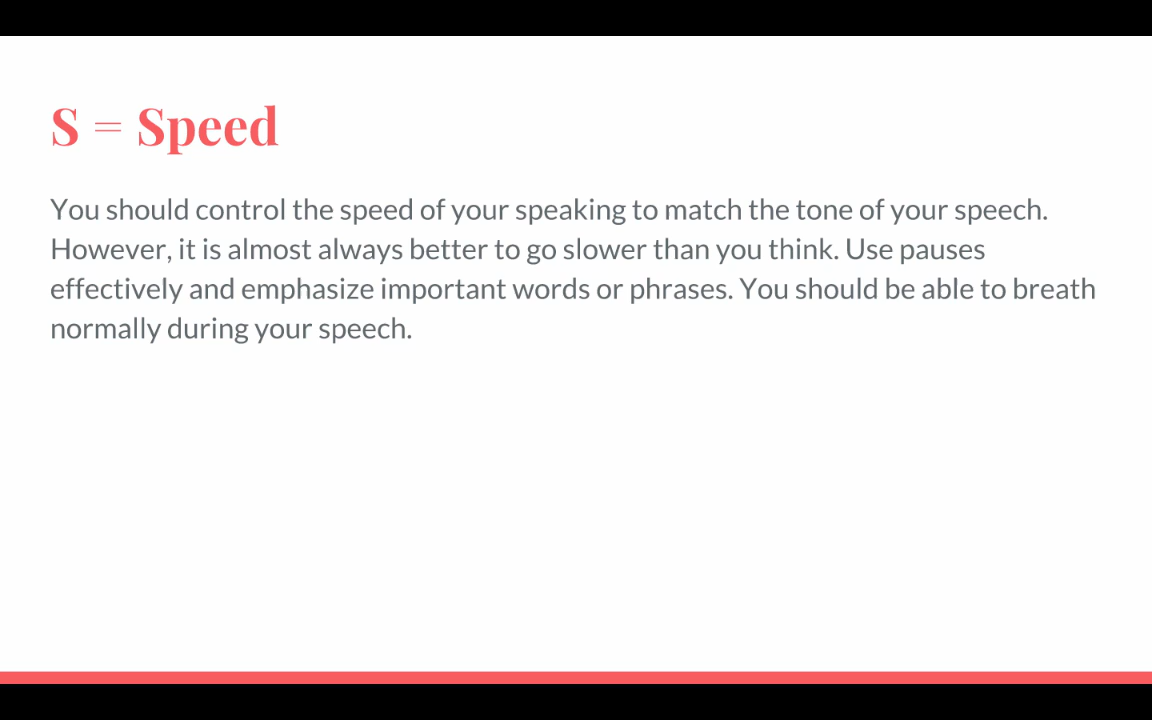 S = Speed
You should control the speed of your speaking to match the tone of your speech.
However, it is almost always better to go slower than you think. Use pauses
effectively and emphasize important words or phrases. You should be able to breath
normally during your speech.